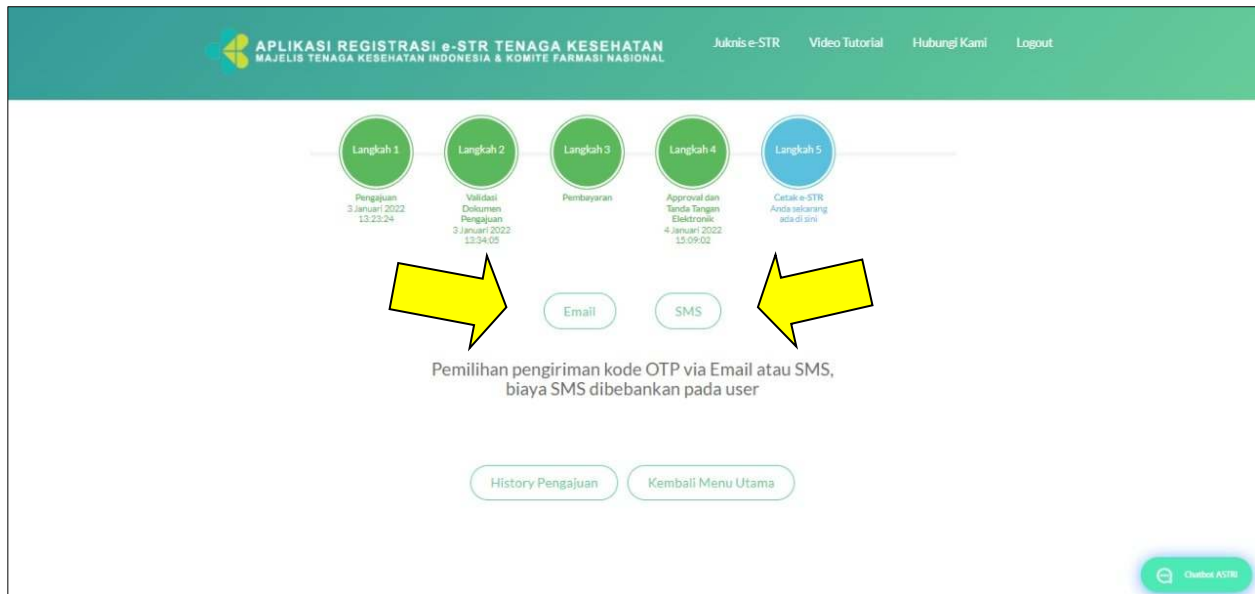 APLIKASI REGISTRASI e-STR TENAGA KESEHATAN
MAJELIS TENAGA KESEHATAN INDONESIA & KOMITE FARMASI NASIONAL
Juknis e-STR
Video Tutorial
Hubungi Kami
Logout
Langkah 1
Pengajuan
3 Januari 2022
13:23:24
Langkah 2
Validasi
Dokumen
Pengajuan
3 Januari 2022
13:34:05
Langkah 3
Pembayaran
Langkah 4
Approval dan
Tanda Tangan
Elektronik
4 Januari 2022
15:09:02
Langkah 5
Cetak e-STR
Anda sekarang
ada di sini
Email
SMS
Pemilihan pengiriman kode OTP via Email atau SMS,
biaya SMS dibebankan pada user
History Pengajuan
Kembali Menu Utama
Chatbot ASTRI